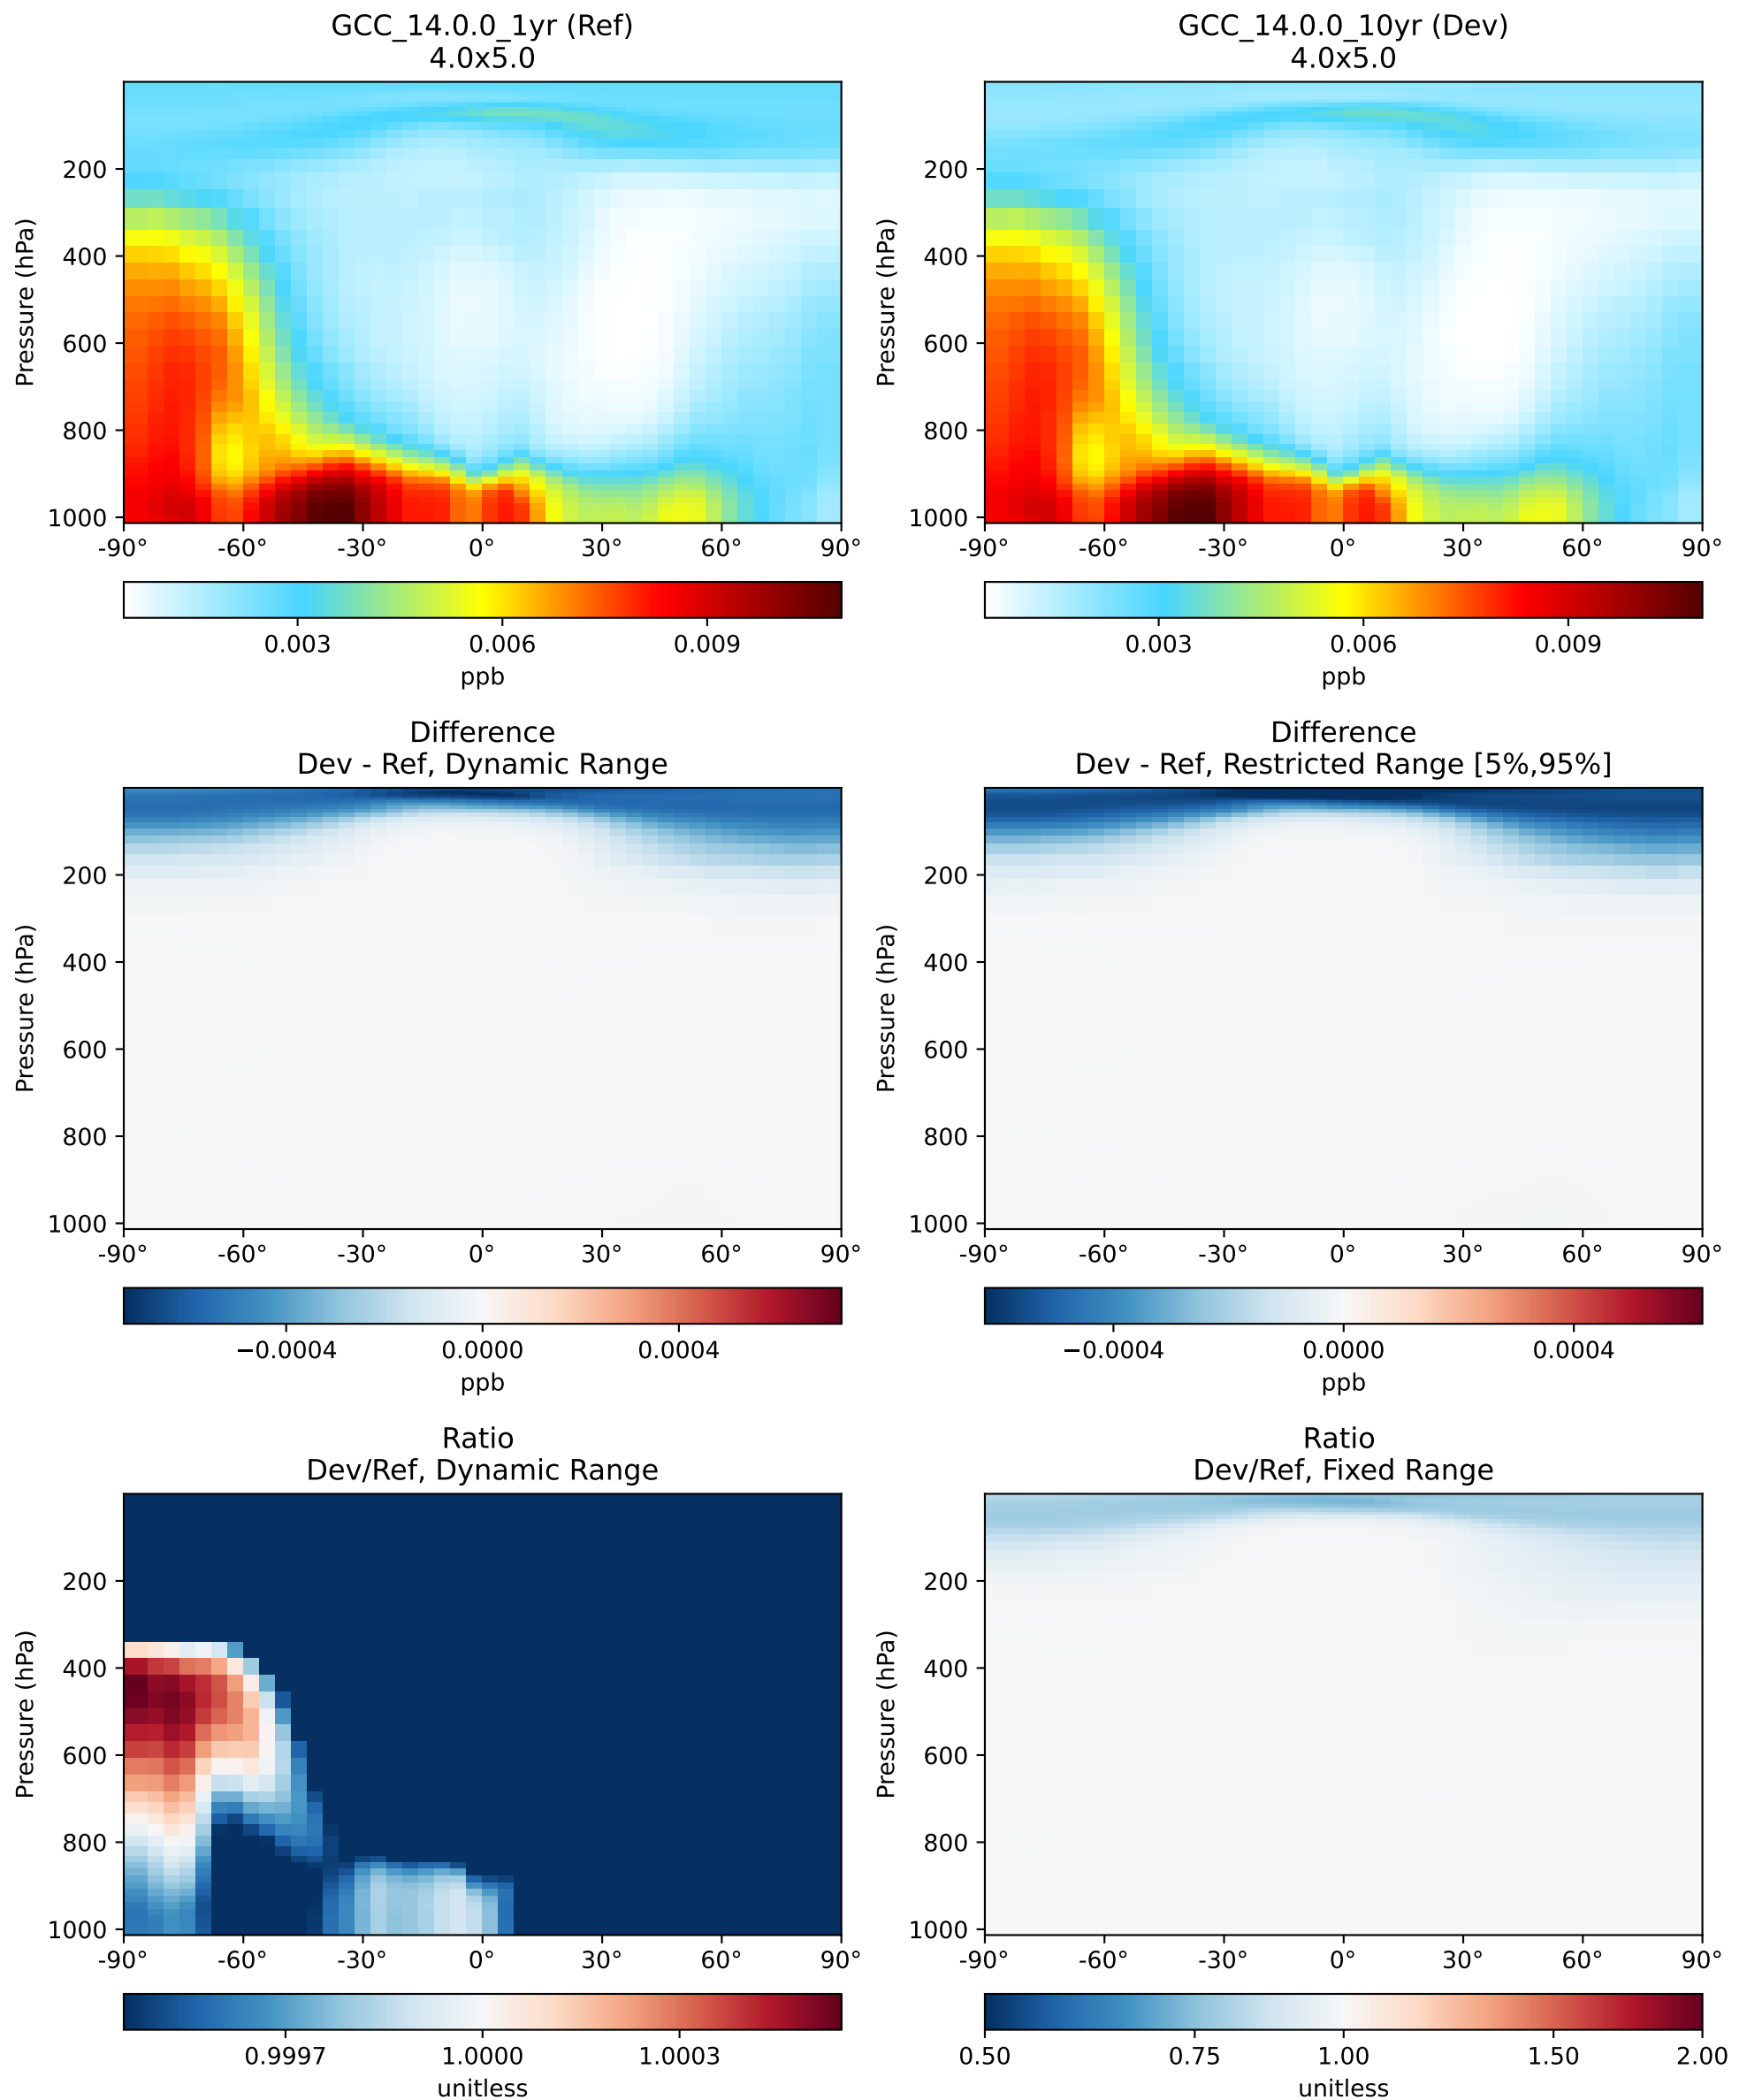 GCC_14.0.0_1yr (Ref)
4.0x5.0
GCC_14.0.0_10yr (Dev)
4.0x5.0
Pressure (hPa)
200
400
600
800
1000
-90° -60° -30° 0° 30° 60° 90°
0.003 0.006 0.009
ppb
Pressure (hPa)
200
400
600
800
1000
-90° -60° -30° 0° 30° 60° 90°
0.003 0.006 0.009
ppb
Difference
Dev - Ref, Dynamic Range
Pressure (hPa)
200
400
600
800
1000
-90° -60° -30° 0° 30° 60° 90°
−0.0004 0.0000 0.0004
ppb
Difference
Dev - Ref, Restricted Range [5%,95%]
Pressure (hPa)
200
400
600
800
1000
-90° -60° -30° 0° 30° 60° 90°
−0.0004 0.0000 0.0004
ppb
Ratio
Dev/Ref, Dynamic Range
Pressure (hPa)
200
400
600
800
1000
-90° -60° -30° 0° 30° 60° 90°
0.9997 1.0000 1.0003
unitless
Ratio
Dev/Ref, Fixed Range
Pressure (hPa)
200
400
600
800
1000
-90° -60° -30° 0° 30° 60° 90°
0.50 0.75 1.00 1.50 2.00
unitless